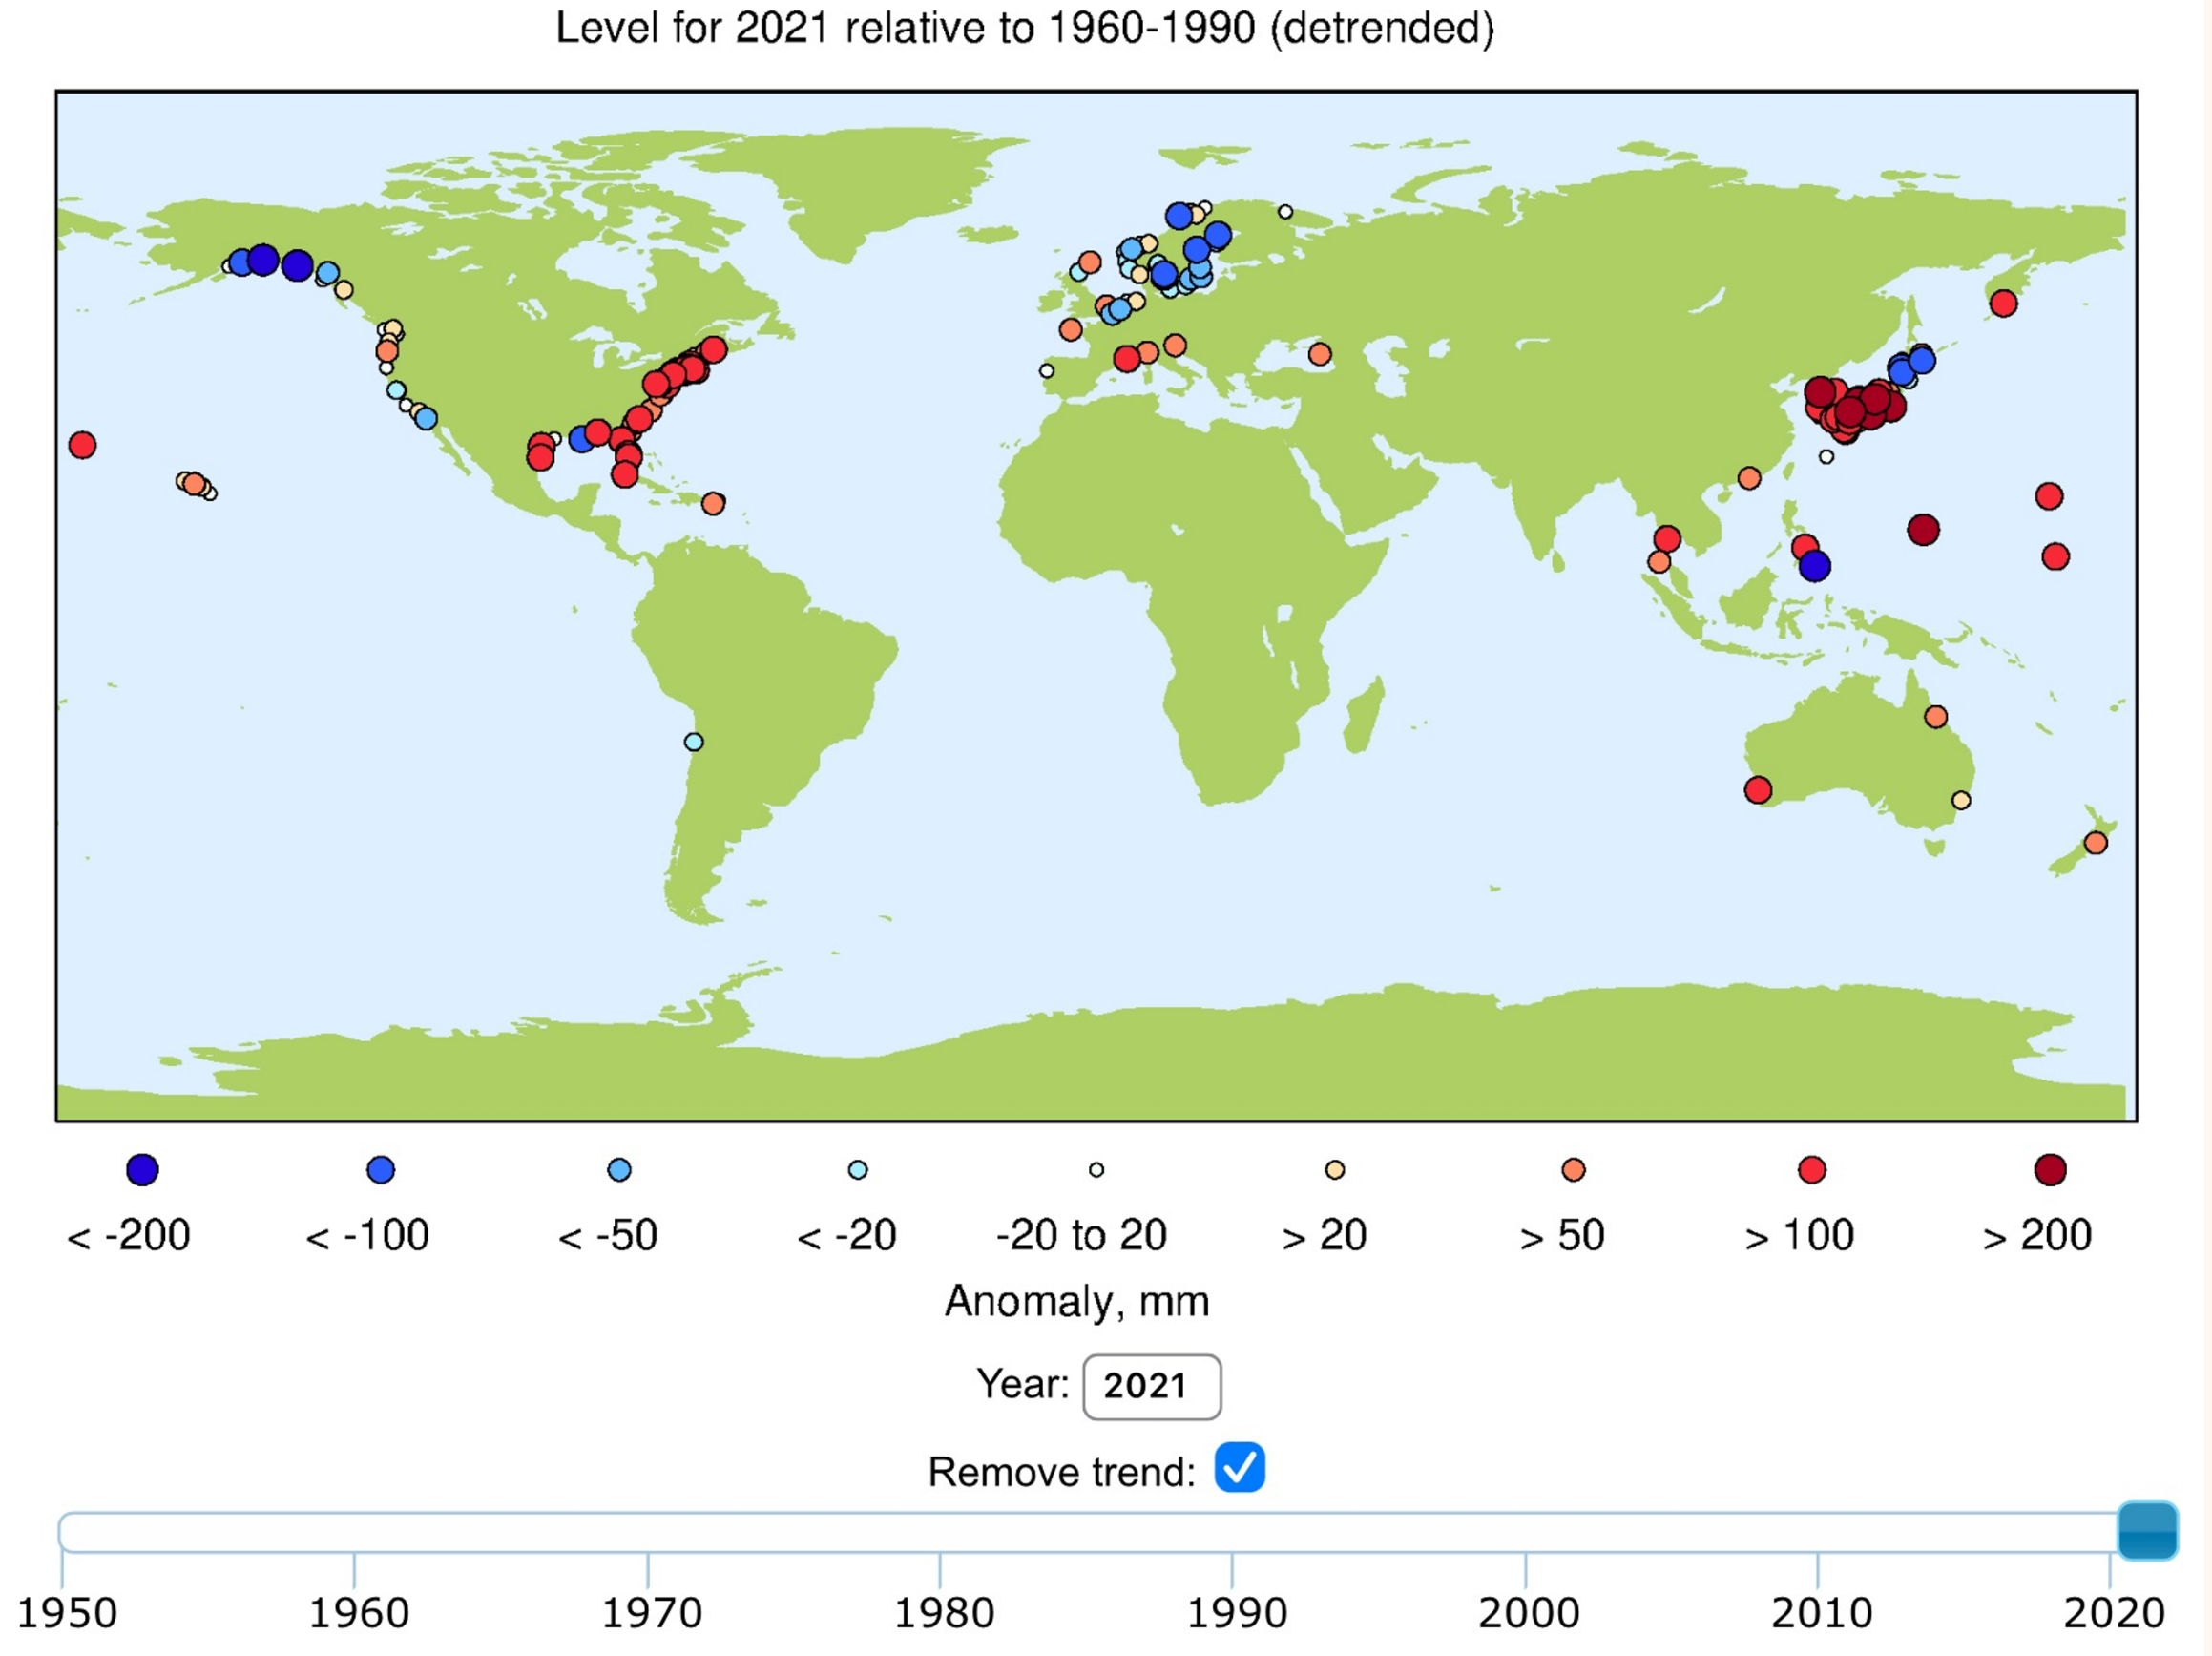 Level for 2021 relative to 1960-1990 (detrended)
< -200 < -100 < -50 < -20 -20 to 20 > 20 > 50 > 100 > 200
Anomaly, mm
Year: 2021
Remove trend:
1950 1960 1970 1980 1990 2000 2010 2020